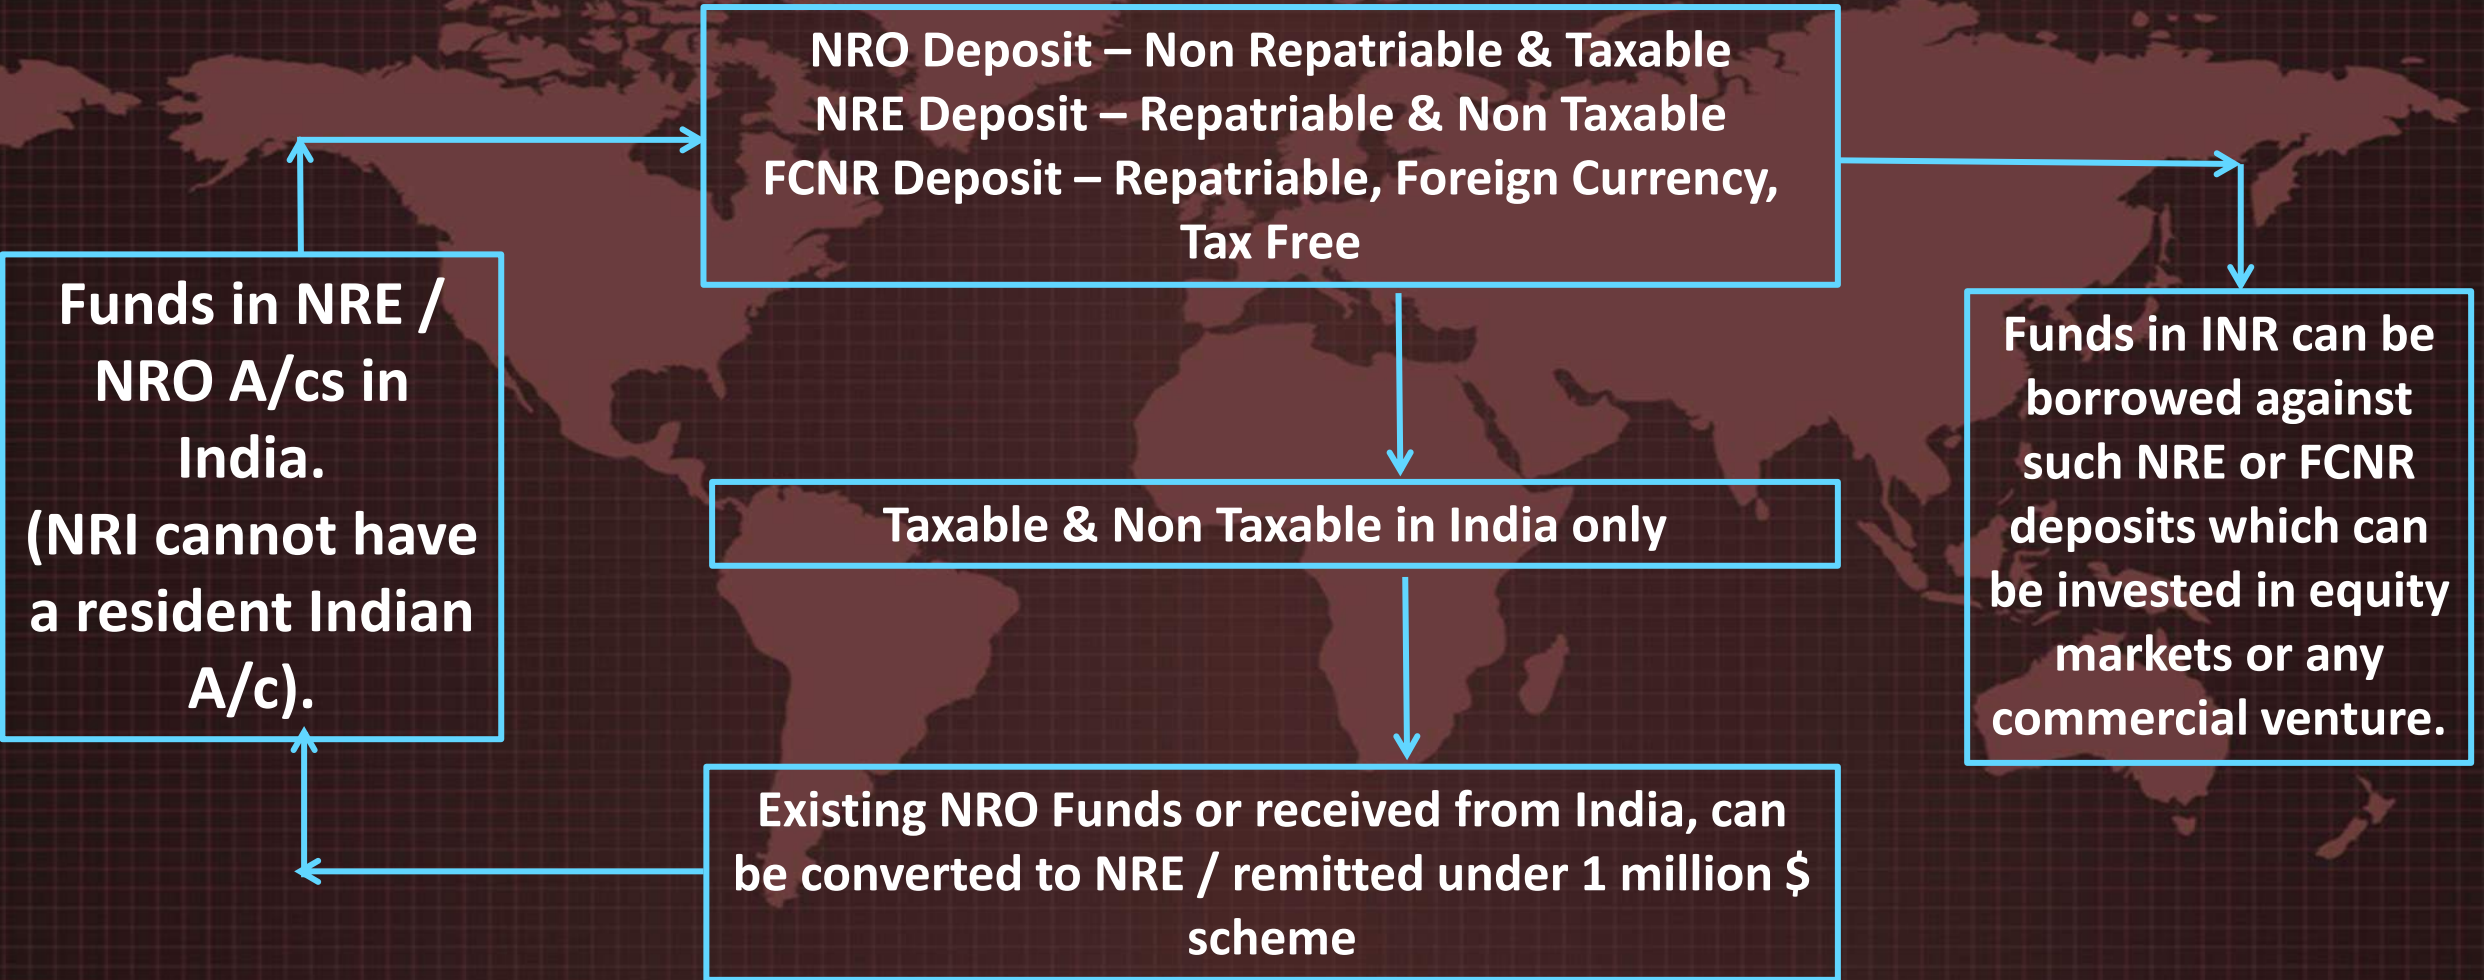 NRO Deposit – Non Repatriable & Taxable
NRE Deposit – Repatriable & Non Taxable
FCNR Deposit – Repatriable, Foreign Currency,
Tax Free
Funds in NRE /
NRO A/cs in
India.
(NRI cannot have
a resident Indian
A/c).
Funds in INR can be
borrowed against
such NRE or FCNR
deposits which can
be invested in equity
markets or any
commercial venture.
Taxable & Non Taxable in India only
Existing NRO Funds or received from India, can
be converted to NRE / remitted under 1 million $
scheme